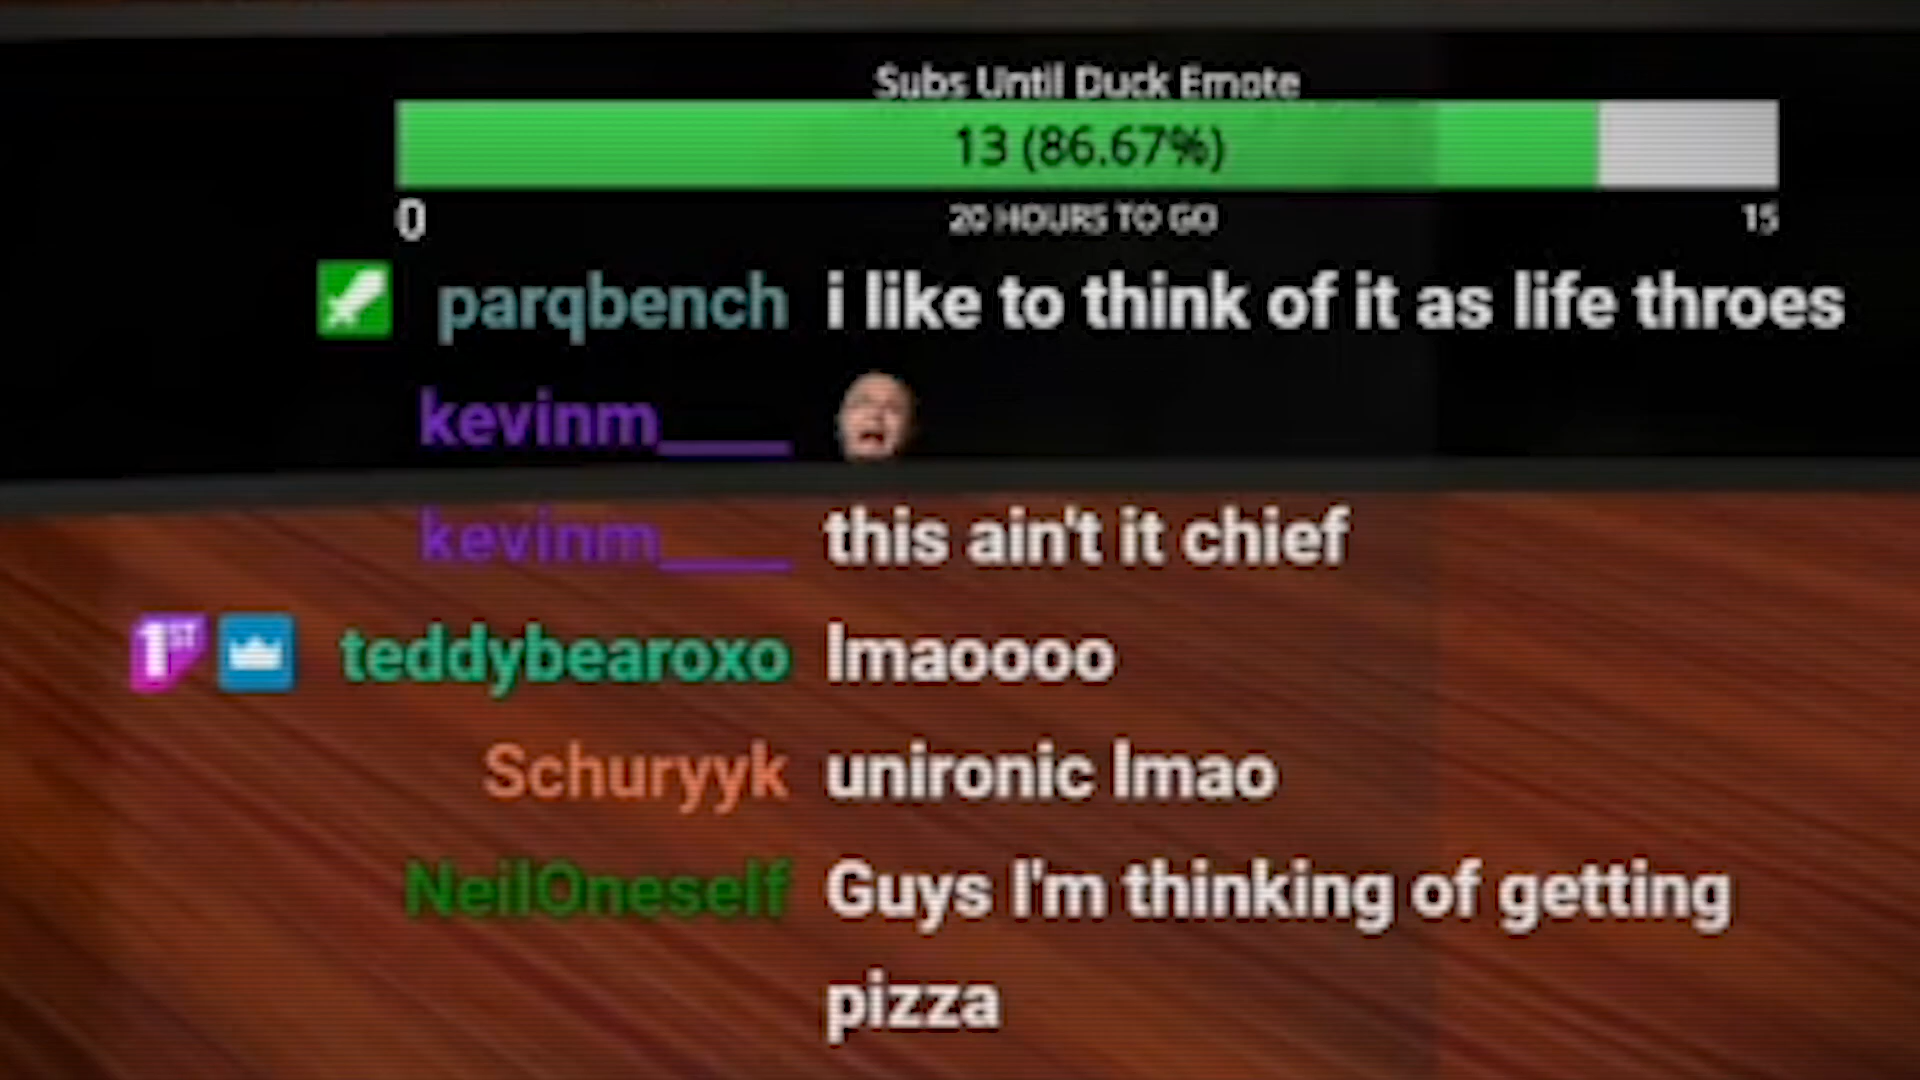 Subs Until Duck Emote
13 (86.67%)
0 20 HOURS TO GO 15
parqbench i like to think of it as life throes
kevinm____
kevinm____ this ain't it chief
1ST teddybearoxo lmaoooo
Schuryyk unironic lmao
NeilOneself Guys I'm thinking of getting
pizza